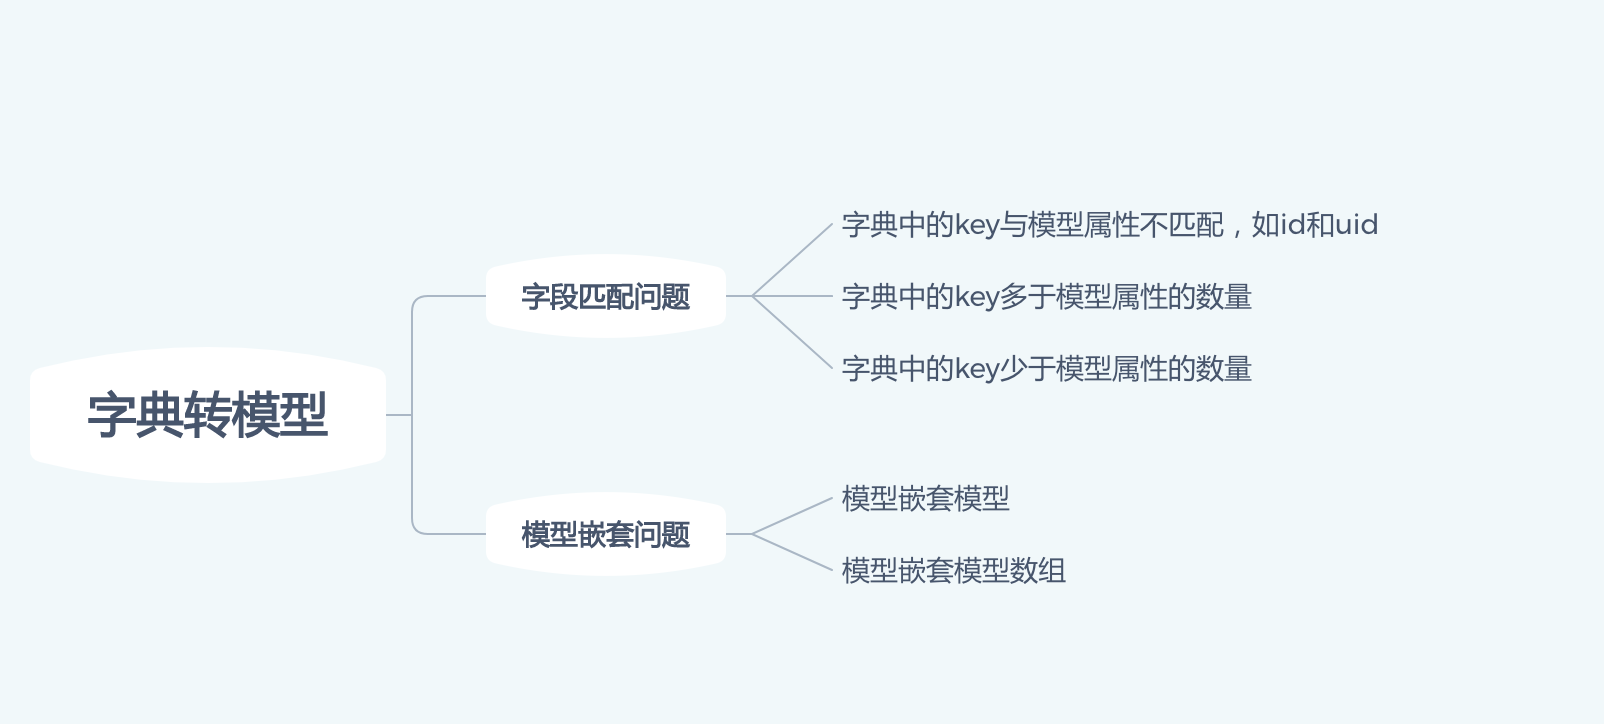 字典转模型
字段匹配问题
字典中的key与模型属性不匹配，如id和uid
字典中的key多于模型属性的数量
字典中的key少于模型属性的数量
模型嵌套问题
模型嵌套模型
模型嵌套模型数组